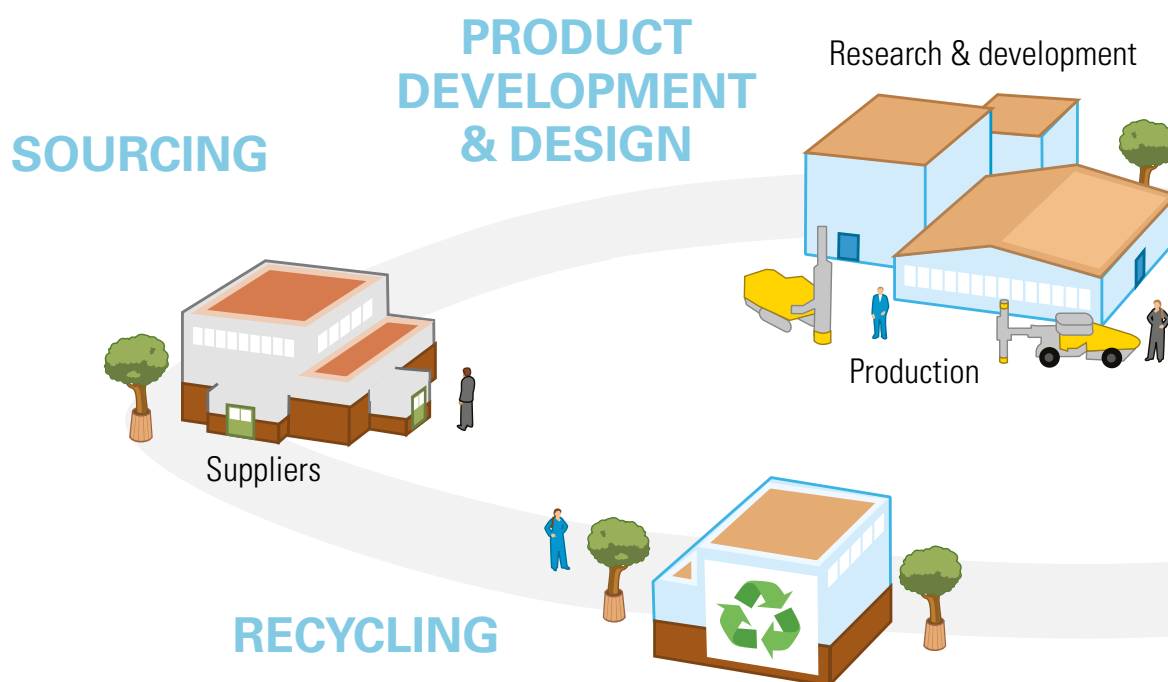 PRODUCT
DEVELOPMENT
& DESIGN
Research & development
SOURCING
Production
Suppliers
RECYCLING